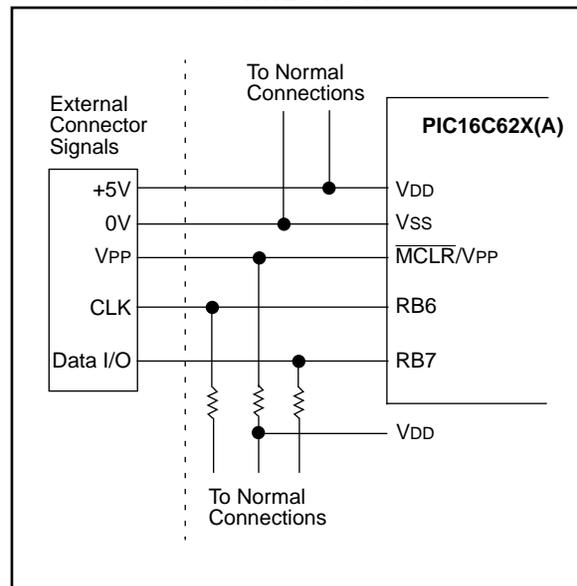 To Normal
Connections
External
Connector
Signals
PIC16C62X(A)
+5V
VDD
0V
VSS
VPP
MCLR/VPP
CLK
RB6
Data I/O
RB7
VDD
To Normal
Connections